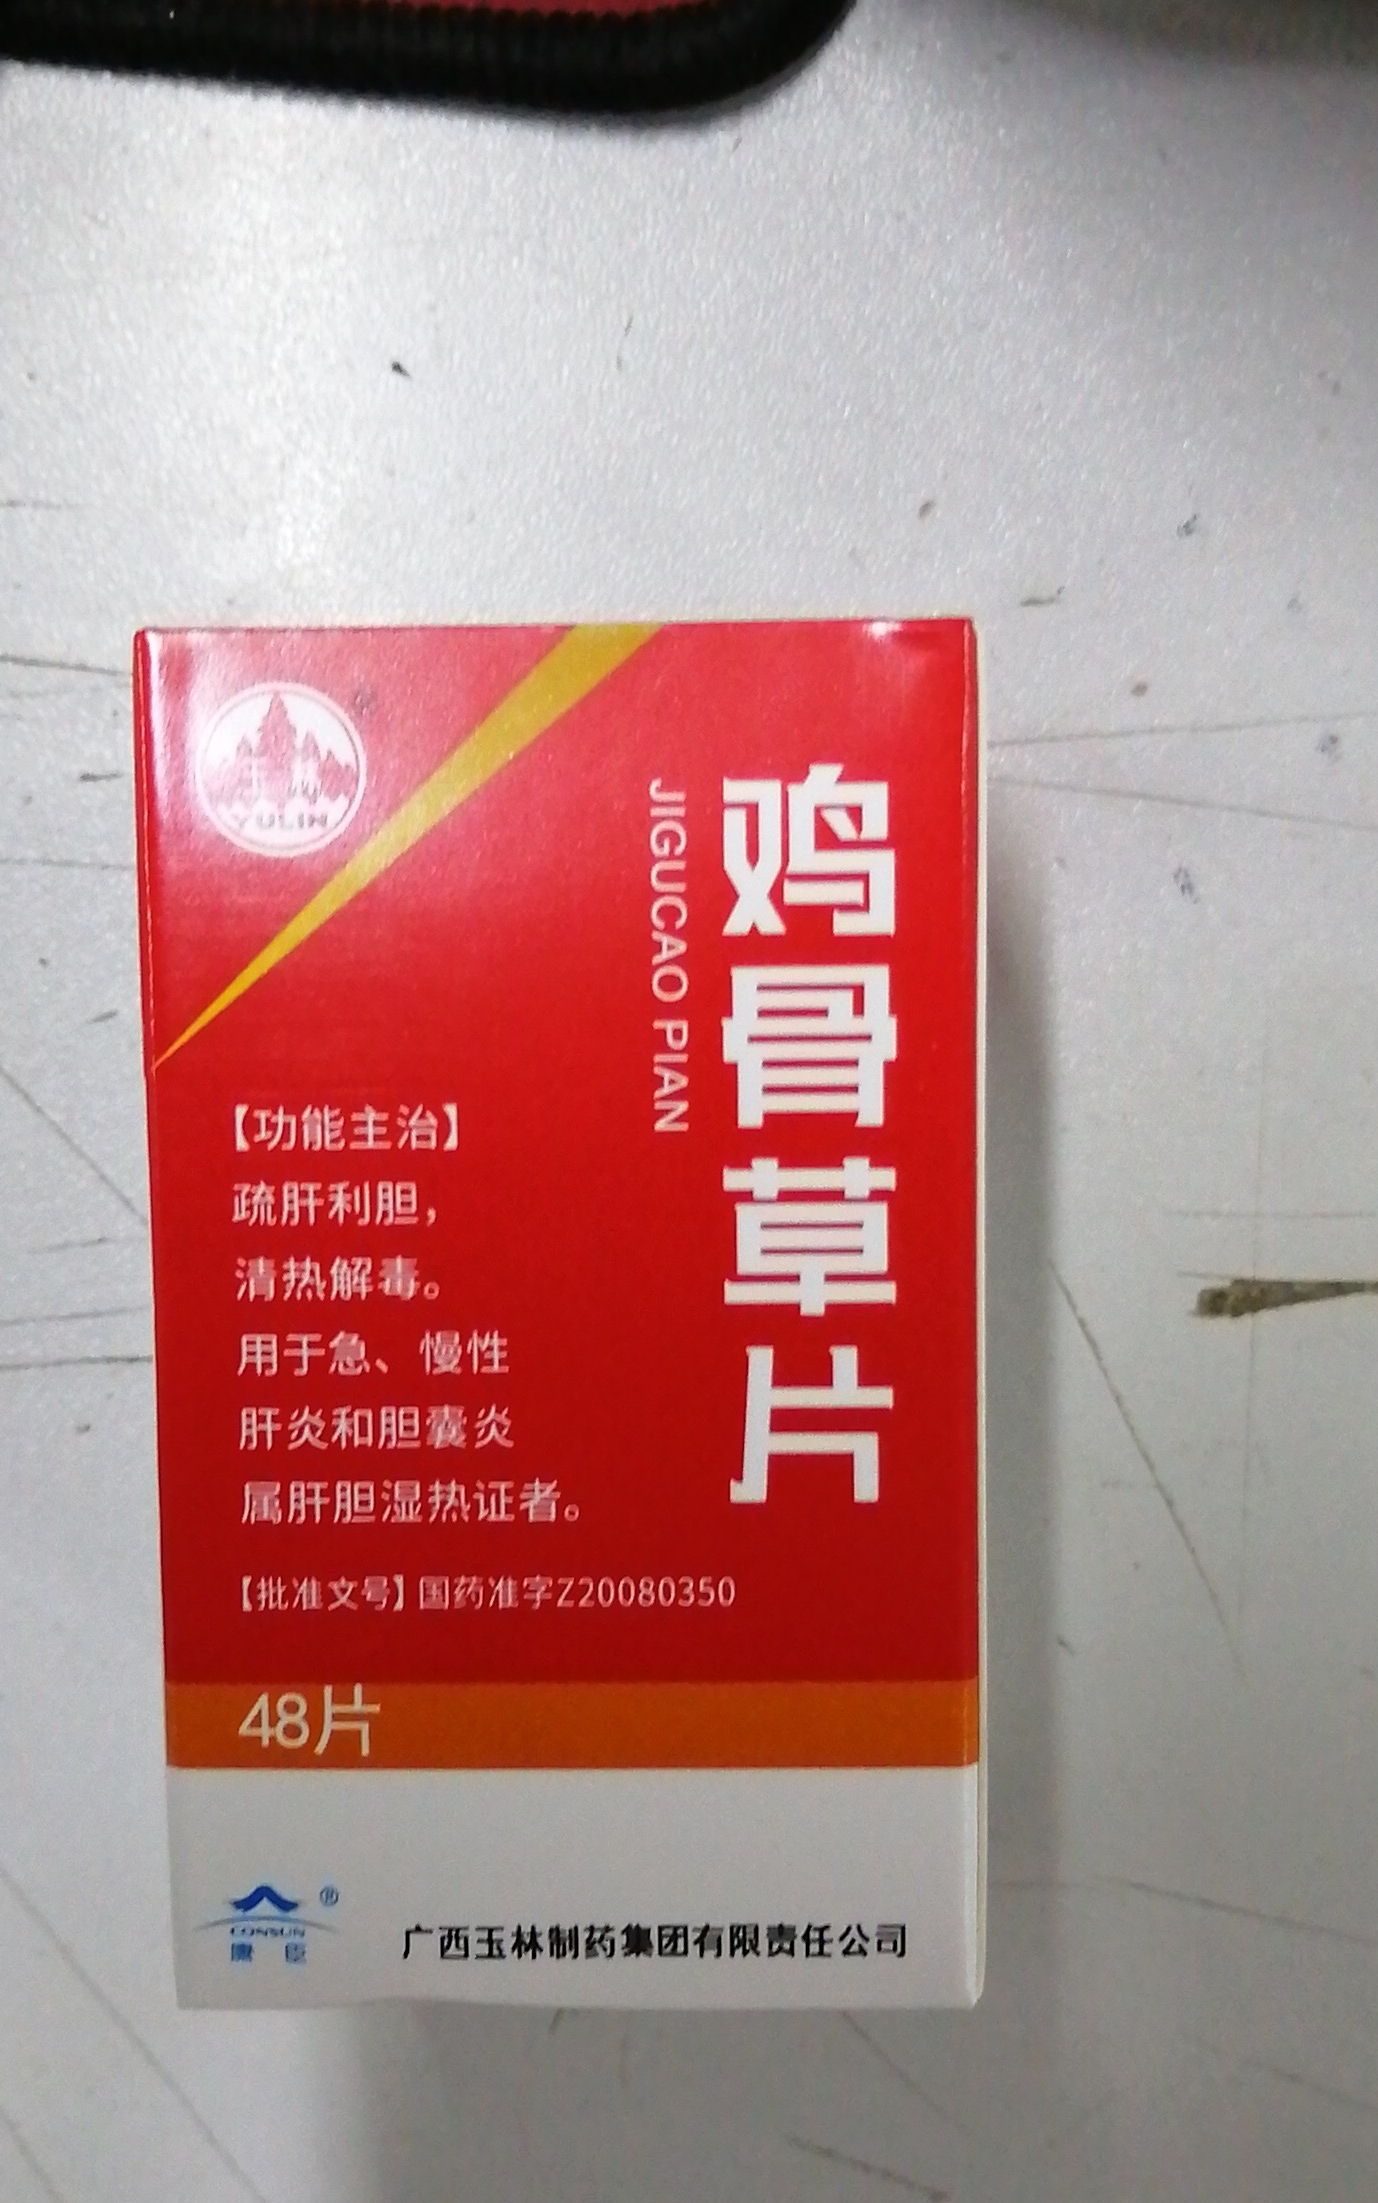 玉林
YULIN
鸡骨草片
JIGUCAO PIAN
【功能主治】
疏肝利胆，
清热解毒。
用于急、慢性
肝炎和胆囊炎
属肝胆湿热证者。
【批准文号】国药准字Z20080350
48片
®
CONSUN
康臣
广西玉林制药集团有限责任公司